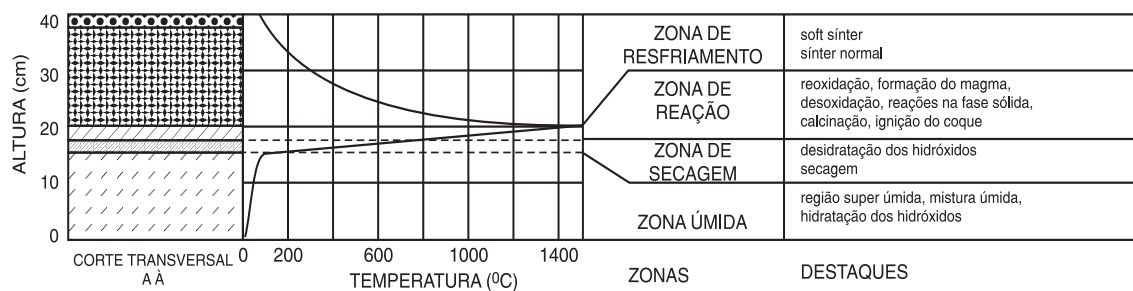 ALTURA (cm)
40
30
20
10
0
CORTE TRANSVERSAL
A À
0 200 600 1000 1400
TEMPERATURA (ºC)
ZONA DE
RESFRIAMENTO
soft sínter
sínter normal
ZONA DE
REAÇÃO
reoxidação, formação do magma,
desoxidação, reações na fase sólida,
calcinação, ignição do coque
ZONA DE
SECAGEM
desidratação dos hidróxidos
secagem
ZONA ÚMIDA
região super úmida, mistura úmida,
hidratação dos hidróxidos
ZONAS
DESTAQUES